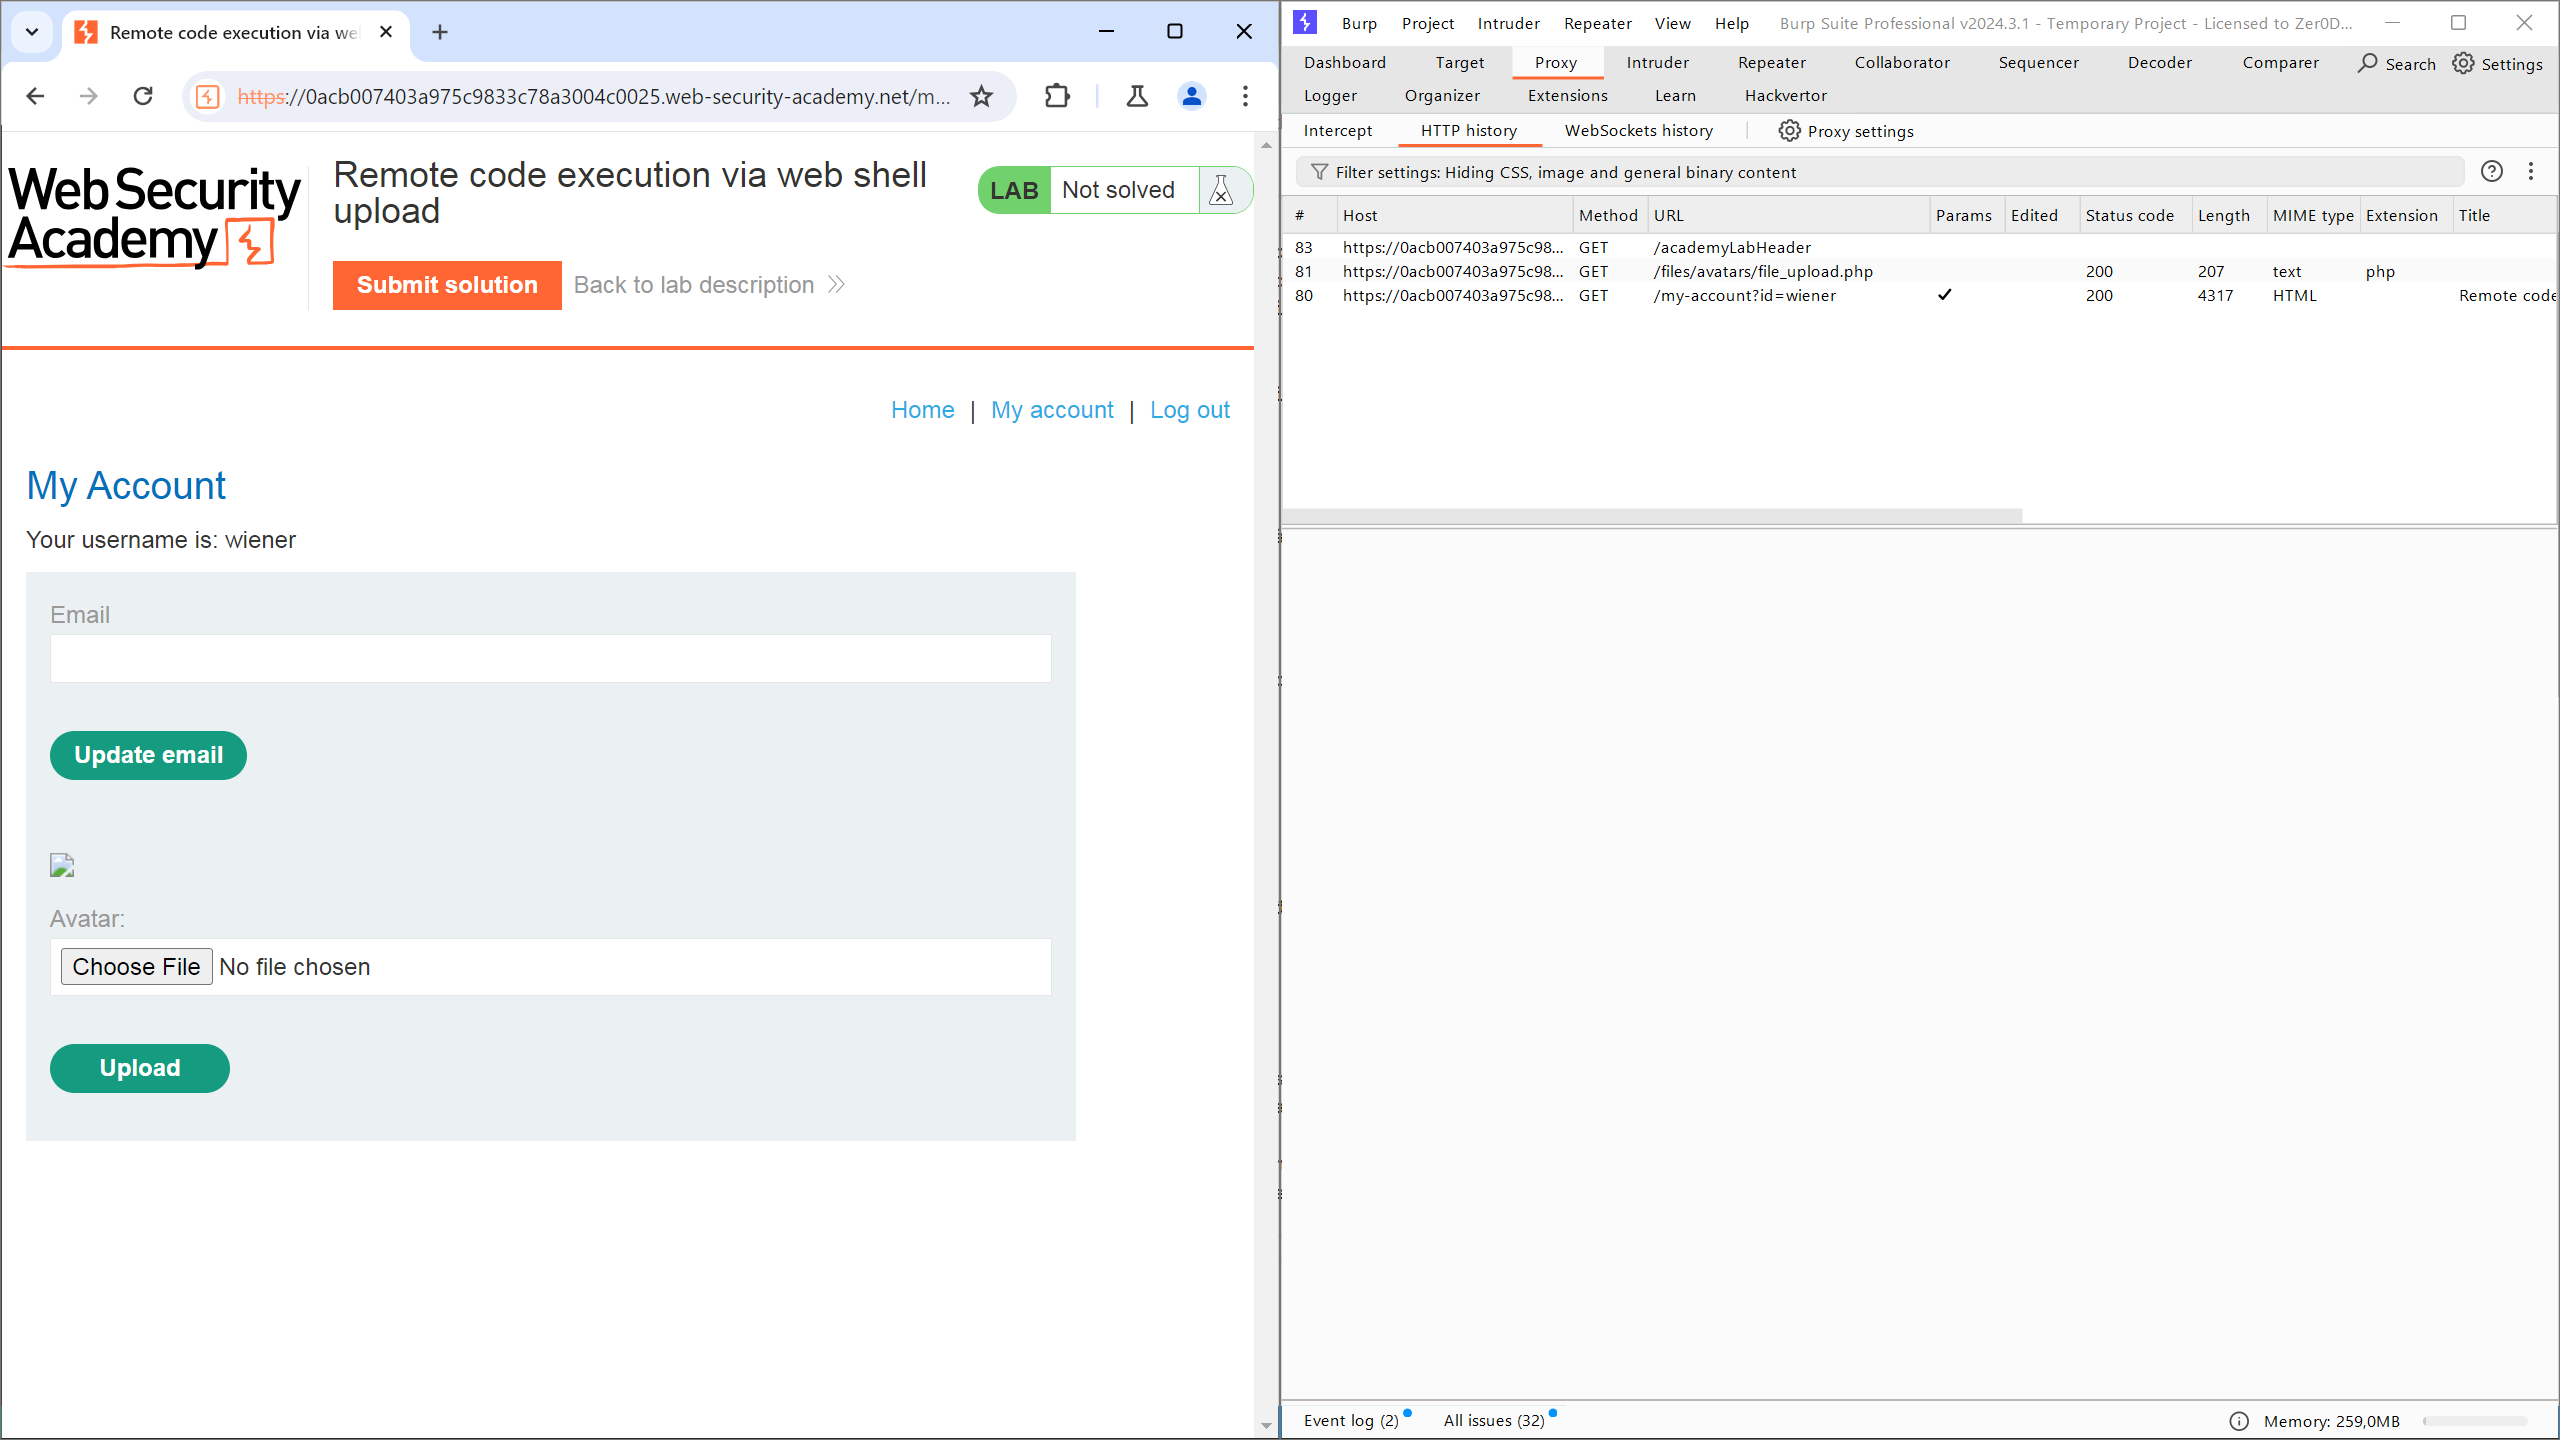 Remote code execution via we
https://0acb007403a975c9833c78a3004c0025.web-security-academy.net/m...
Web Security
Academy
Remote code execution via web shell
upload
LAB Not solved
Submit solution
Back to lab description
Home | My account | Log out
My Account
Your username is: wiener
Email
Update email
Avatar:
Choose File No file chosen
Upload
Burp Project Intruder Repeater View Help Burp Suite Professional v2024.3.1 - Temporary Project - Licensed to Zer0D...
Dashboard Target Proxy Intruder Repeater Collaborator Sequencer Decoder Comparer Search Settings
Logger Organizer Extensions Learn Hackvertor
Intercept HTTP history WebSockets history Proxy settings
Filter settings: Hiding CSS, image and general binary content
# Host Method URL Params Edited Status code Length MIME type Extension Title
83 https://0acb007403a975c98... GET /academyLabHeader
81 https://0acb007403a975c98... GET /files/avatars/file_upload.php 200 207 text php
80 https://0acb007403a975c98... GET /my-account?id=wiener ✓ 200 4317 HTML Remote code
Event log (2) All issues (32) Memory: 259,0MB